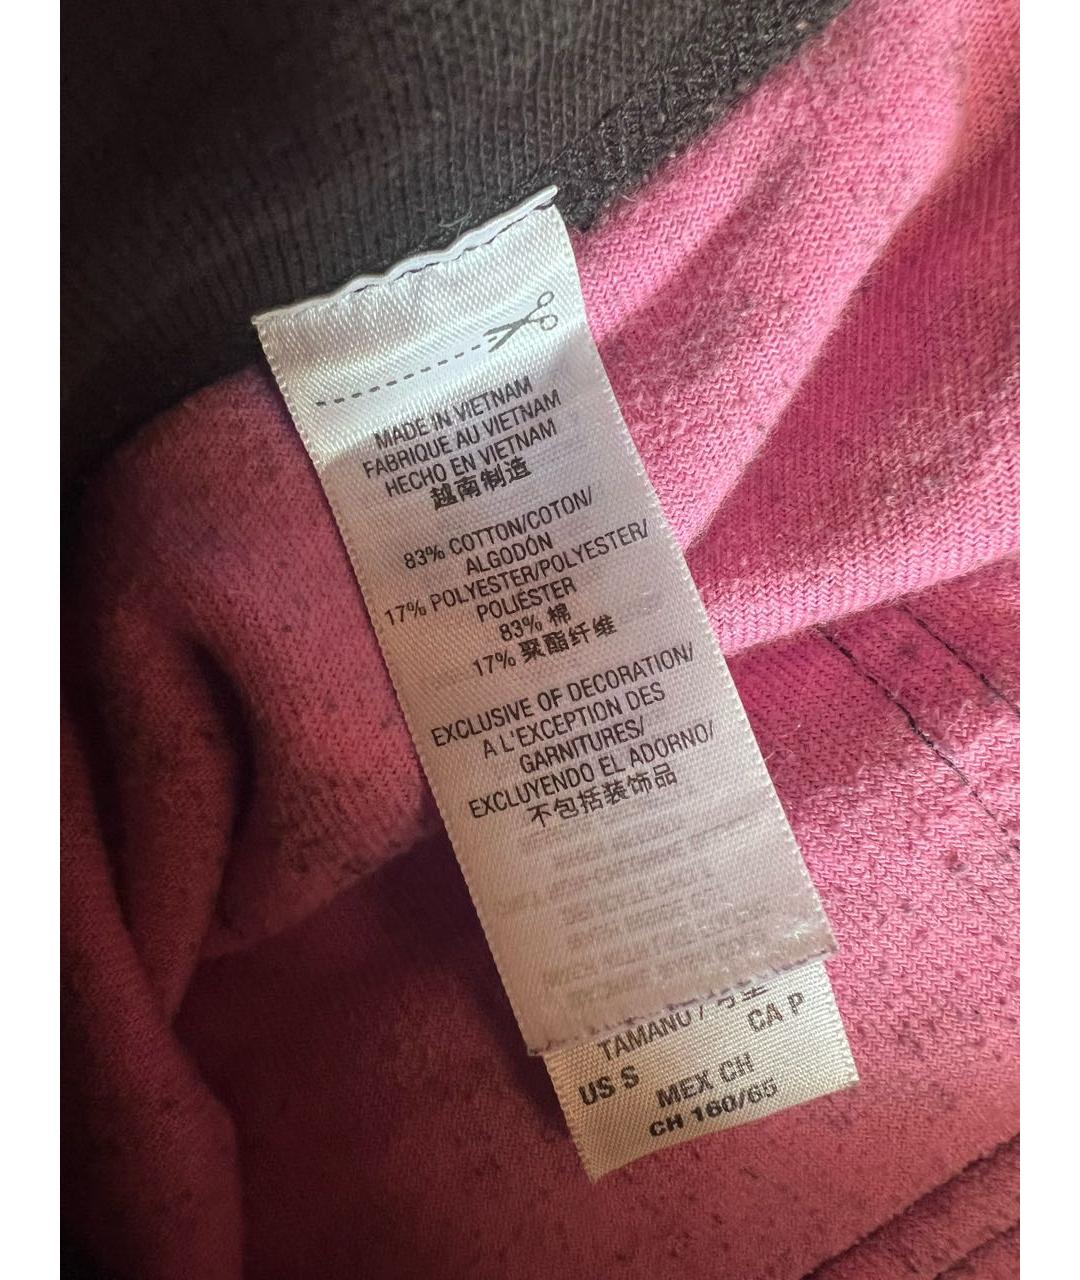 MADE IN VIETNAM
FABRIQUE AU VIETNAM
HECHO EN VIETNAM
越南制造
83% COTTON/COTON/
ALGODÓN
17% POLYESTER/POLYESTER/
POLIÉSTER
83% 棉
17% 聚酯纤维
EXCLUSIVE OF DECORATION/
A L'EXCEPTION DES
GARNITURES/
EXCLUYENDO EL ADORNO/
不包括装饰品
TAMANO /
CA P
US S
MEX CH
CH 160/65